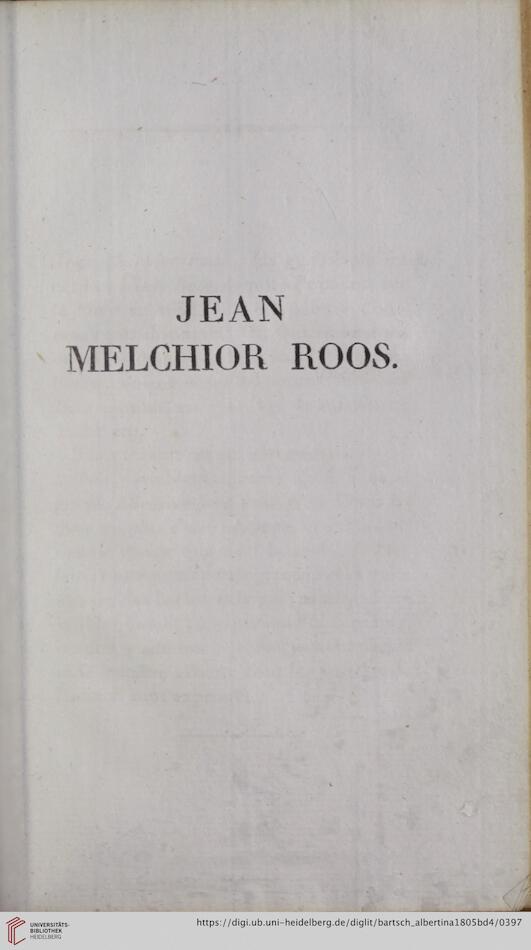 JEAN
MELCHIOR ROOS.
UNIVERSITÄTS-
BIBLIOTHEK
HEIDELBERG
https://digi.ub.uni-heidelberg.de/diglit/bartsch_albertina1805bd4/0397